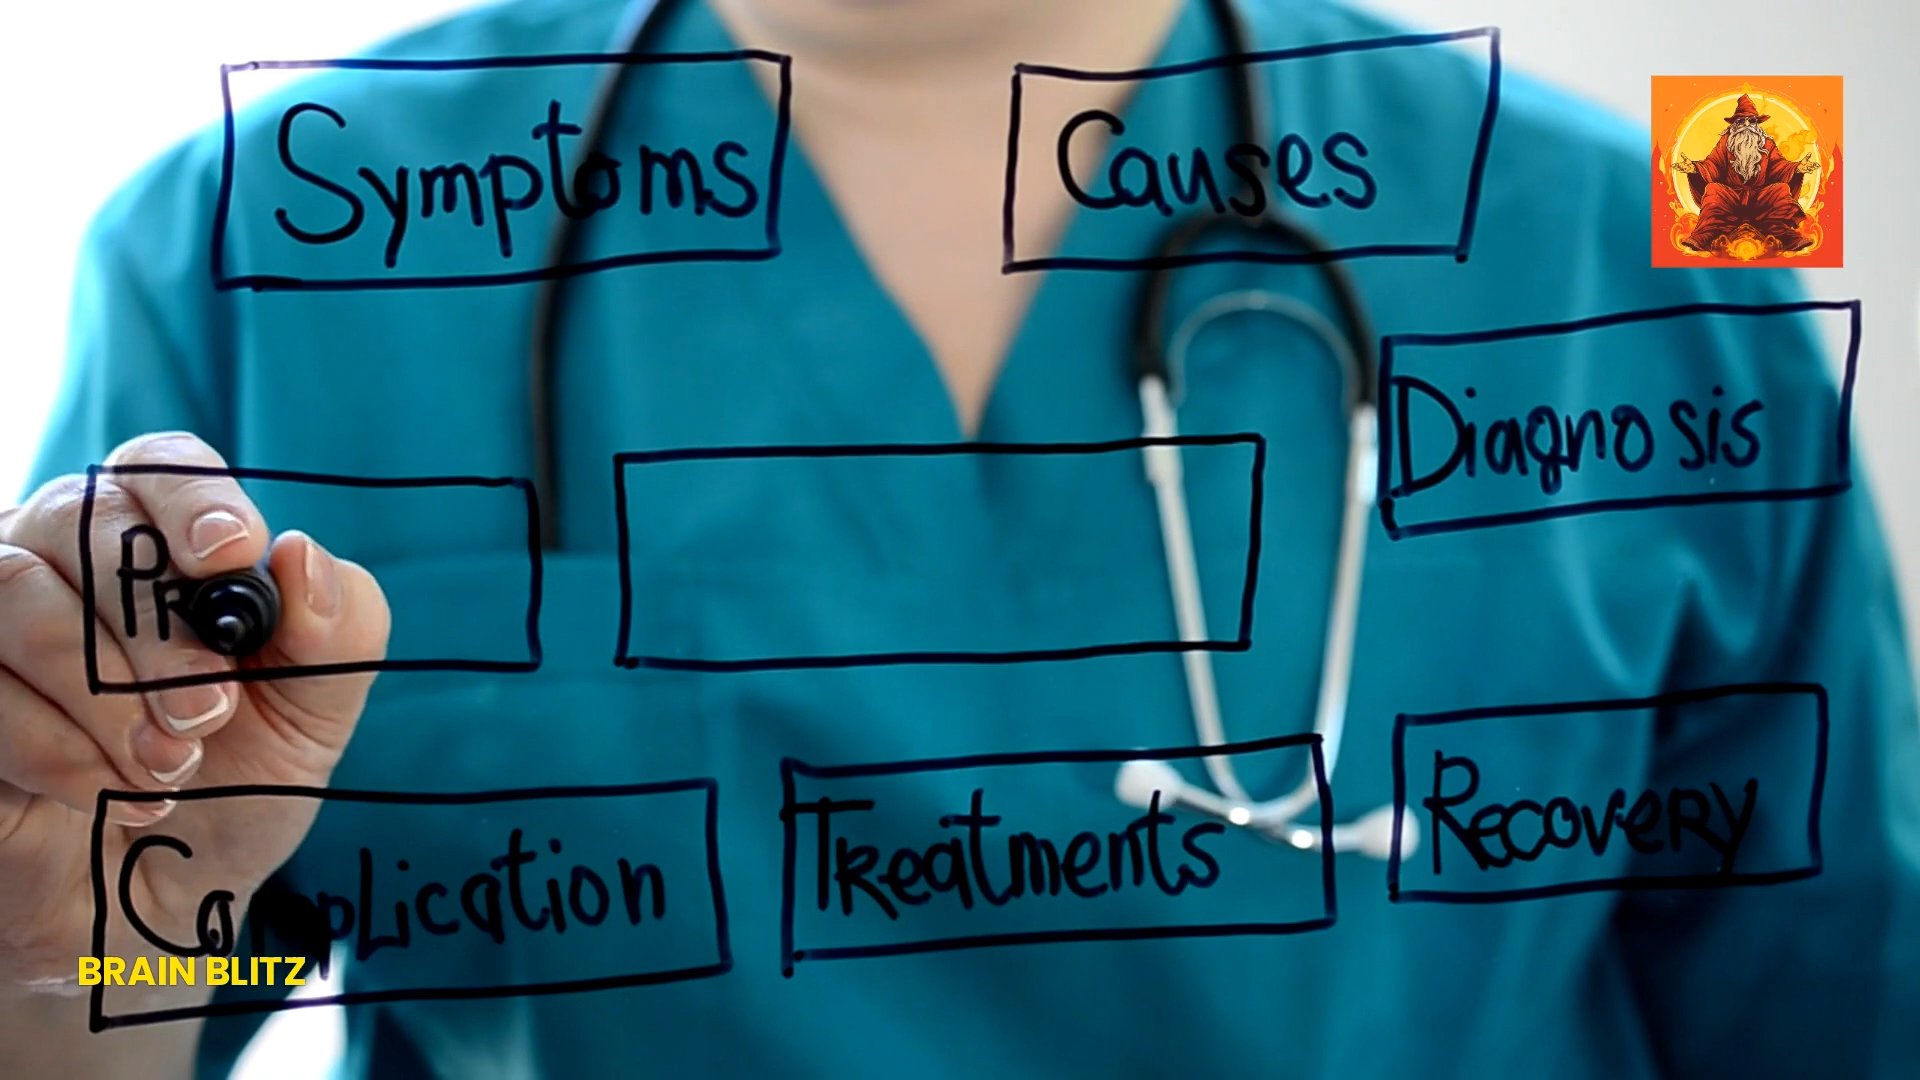 Symptoms
Causes
Diagnosis
Pr
Complication
Treatments
Recovery
BRAIN BLITZ